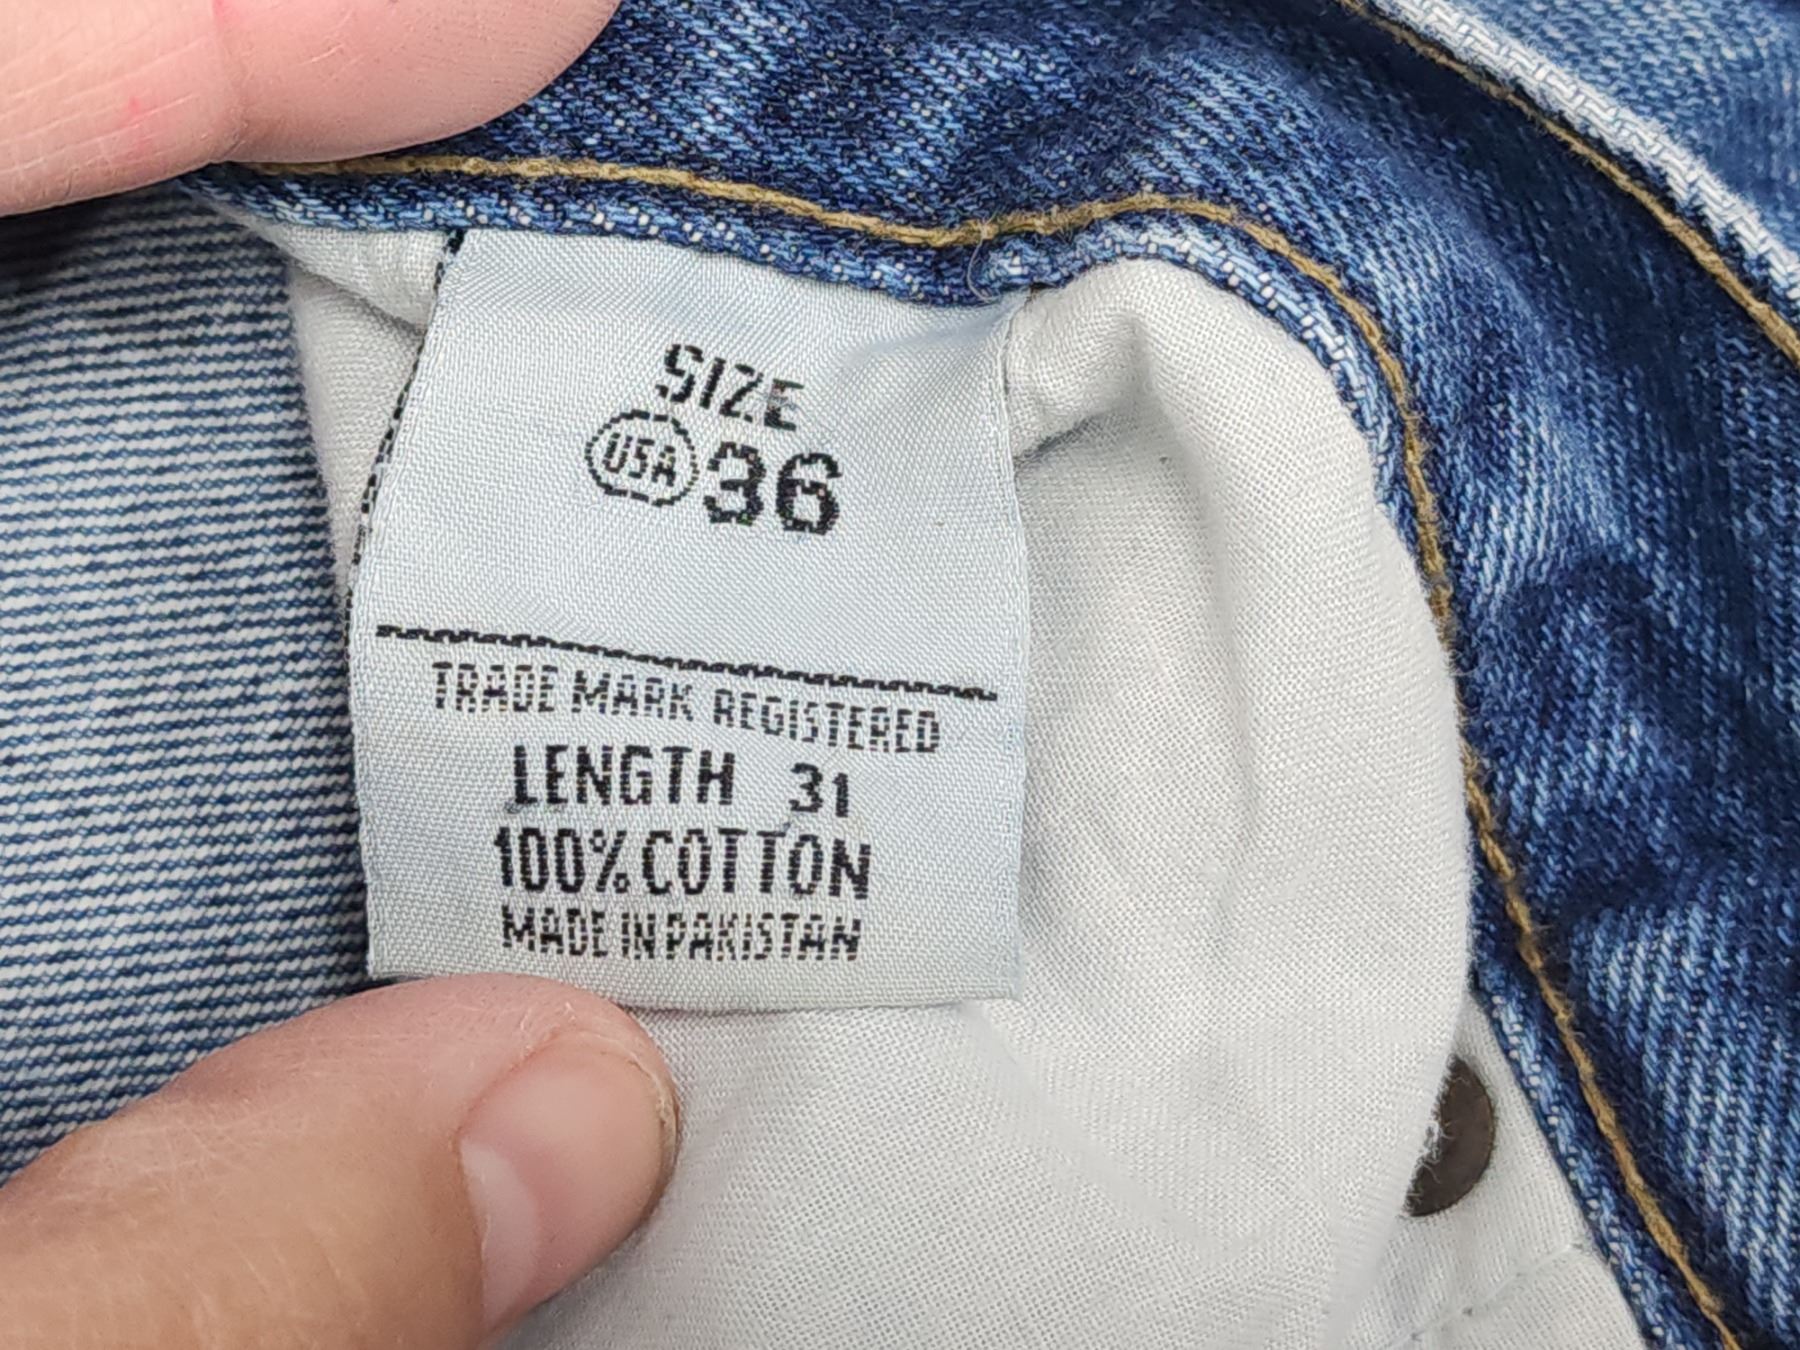 SIZE
USA 36
TRADE MARK REGISTERED
LENGTH 31
100% COTTON
MADE IN PAKISTAN